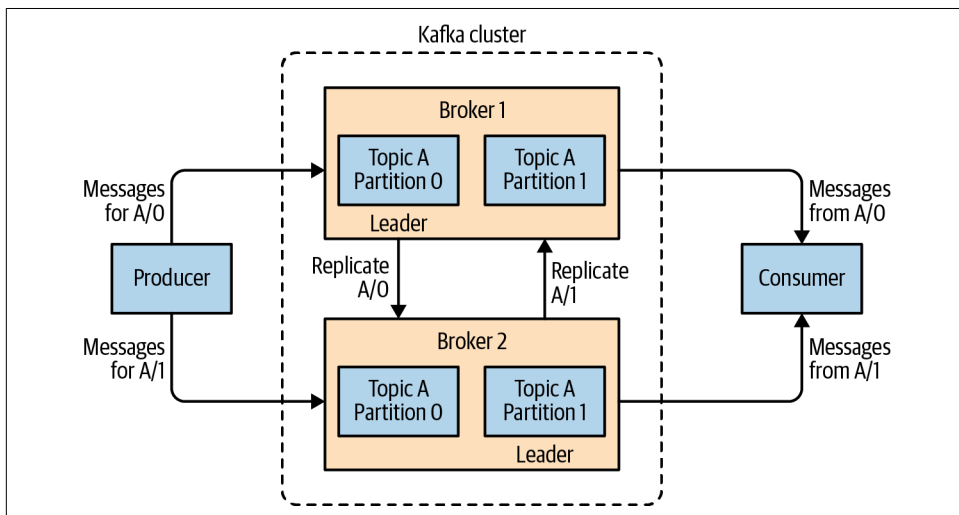 Kafka cluster
Broker 1
Topic A
Partition 0
Topic A
Partition 1
Leader
Messages
for A/0
Messages
from A/0
Producer
Replicate
A/0
Replicate
A/1
Consumer
Messages
for A/1
Messages
from A/1
Broker 2
Topic A
Partition 0
Topic A
Partition 1
Leader